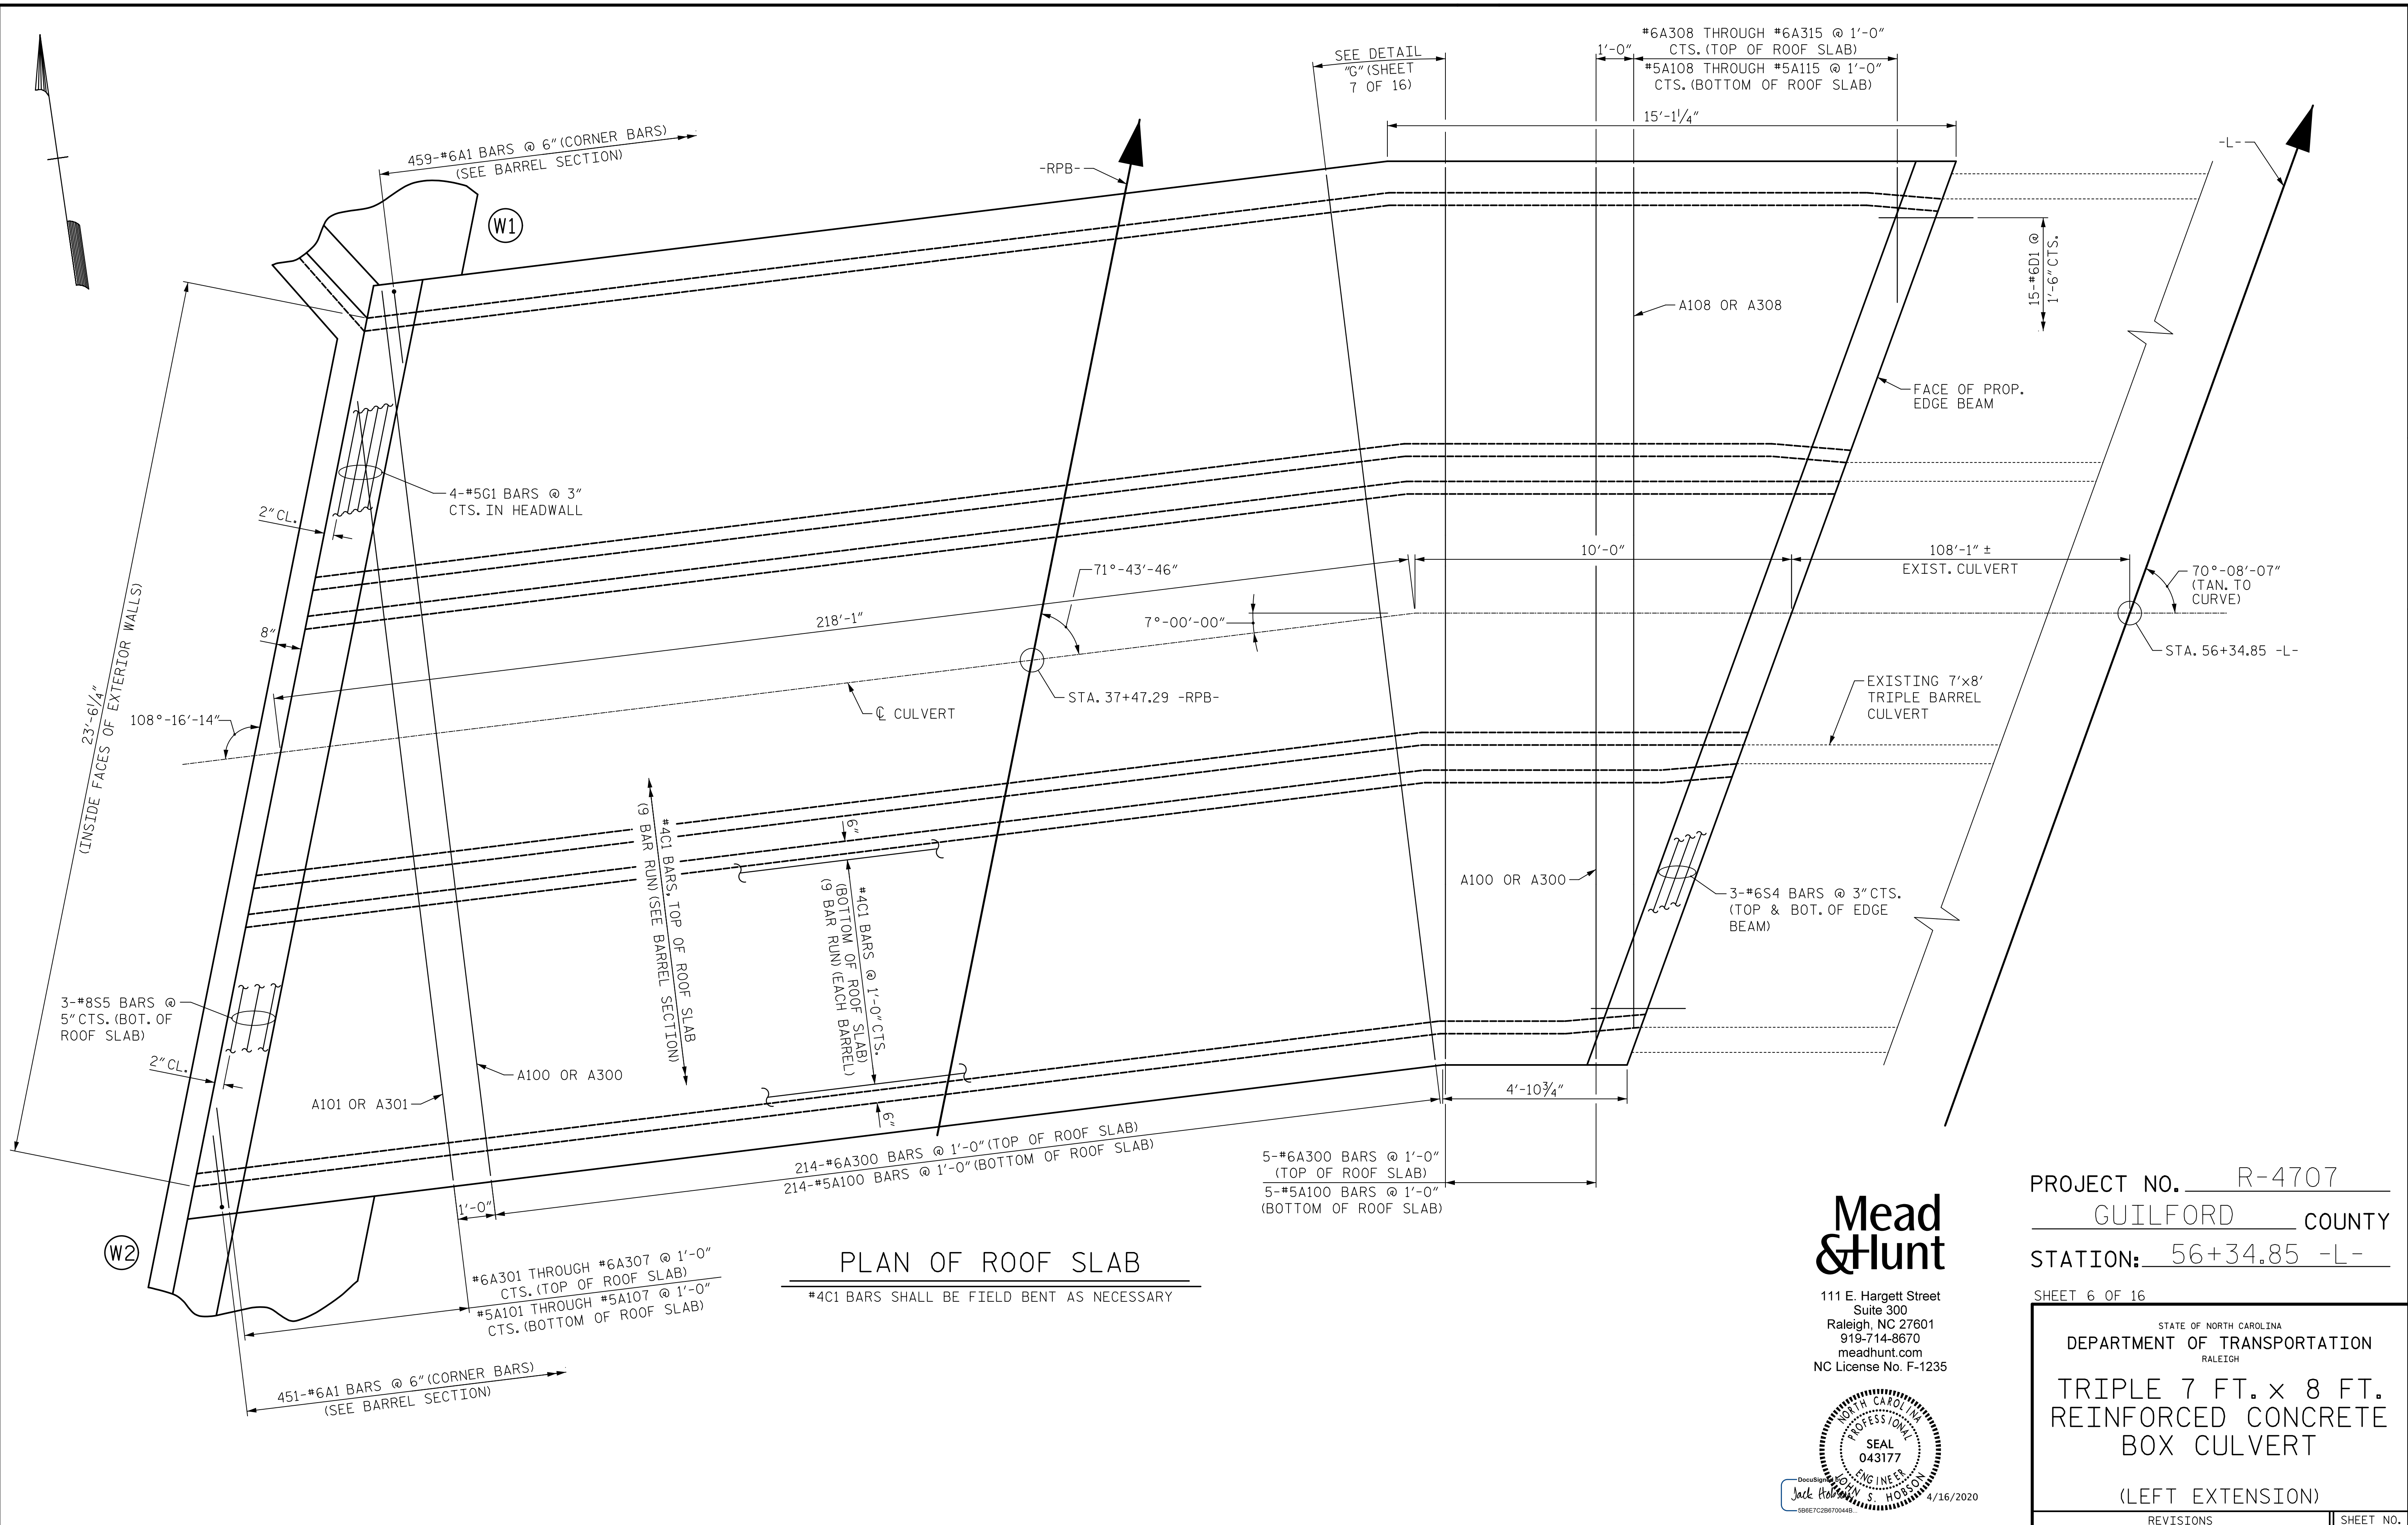 SEE DETAIL
"G" (SHEET
7 OF 16)
1'-0"
#6A308 THROUGH #6A315 @ 1'-0"
CTS. (TOP OF ROOF SLAB)
#5A108 THROUGH #5A115 @ 1'-0"
CTS. (BOTTOM OF ROOF SLAB)
15'-1 1/4"
459-#6A1 BARS @ 6" (CORNER BARS)
(SEE BARREL SECTION)
-RPB-
-L-
W1
15-#6D1 @
1'-6" CTS.
A108 OR A308
FACE OF PROP.
EDGE BEAM
4-#5G1 BARS @ 3"
CTS. IN HEADWALL
2" CL.
10'-0"
108'-1" ±
EXIST. CULVERT
71°-43'-46"
70°-08'-07"
(TAN. TO
CURVE)
218'-1"
7°-00'-00"
8"
STA. 56+34.85 -L-
23'-6 1/4"
(INSIDE FACES OF EXTERIOR WALLS)
108°-16'-14"
STA. 37+47.29 -RPB-
℄ CULVERT
EXISTING 7'x8'
TRIPLE BARREL
CULVERT
#4C1 BARS, TOP OF ROOF SLAB
(9 BAR RUN) (SEE BARREL SECTION)
6"
#4C1 BARS @ 1'-0" CTS.
(BOTTOM OF ROOF SLAB)
(9 BAR RUN) (EACH BARREL)
6"
A100 OR A300
3-#6S4 BARS @ 3" CTS.
(TOP & BOT. OF EDGE
BEAM)
3-#8S5 BARS @
5" CTS. (BOT. OF
ROOF SLAB)
2" CL.
A100 OR A300
A101 OR A301
4'-10 3/4"
214-#6A300 BARS @ 1'-0" (TOP OF ROOF SLAB)
214-#5A100 BARS @ 1'-0" (BOTTOM OF ROOF SLAB)
5-#6A300 BARS @ 1'-0"
(TOP OF ROOF SLAB)
5-#5A100 BARS @ 1'-0"
(BOTTOM OF ROOF SLAB)
1'-0"
W2
#6A301 THROUGH #6A307 @ 1'-0"
CTS. (TOP OF ROOF SLAB)
#5A101 THROUGH #5A107 @ 1'-0"
CTS. (BOTTOM OF ROOF SLAB)
451-#6A1 BARS @ 6" (CORNER BARS)
(SEE BARREL SECTION)
PLAN OF ROOF SLAB
#4C1 BARS SHALL BE FIELD BENT AS NECESSARY
Mead
&Hunt
111 E. Hargett Street
Suite 300
Raleigh, NC 27601
919-714-8670
meadhunt.com
NC License No. F-1235
NORTH CAROLINA
PROFESSIONAL
SEAL
043177
ENGINEER
JOHN S. HOBSON
DocuSigned
Jack Hobson
5B6E7C2B670044B...
4/16/2020
PROJECT NO. R-4707
GUILFORD COUNTY
STATION: 56+34.85 -L-
SHEET 6 OF 16
STATE OF NORTH CAROLINA
DEPARTMENT OF TRANSPORTATION
RALEIGH
TRIPLE 7 FT. x 8 FT.
REINFORCED CONCRETE
BOX CULVERT
(LEFT EXTENSION)
REVISIONS
SHEET NO.